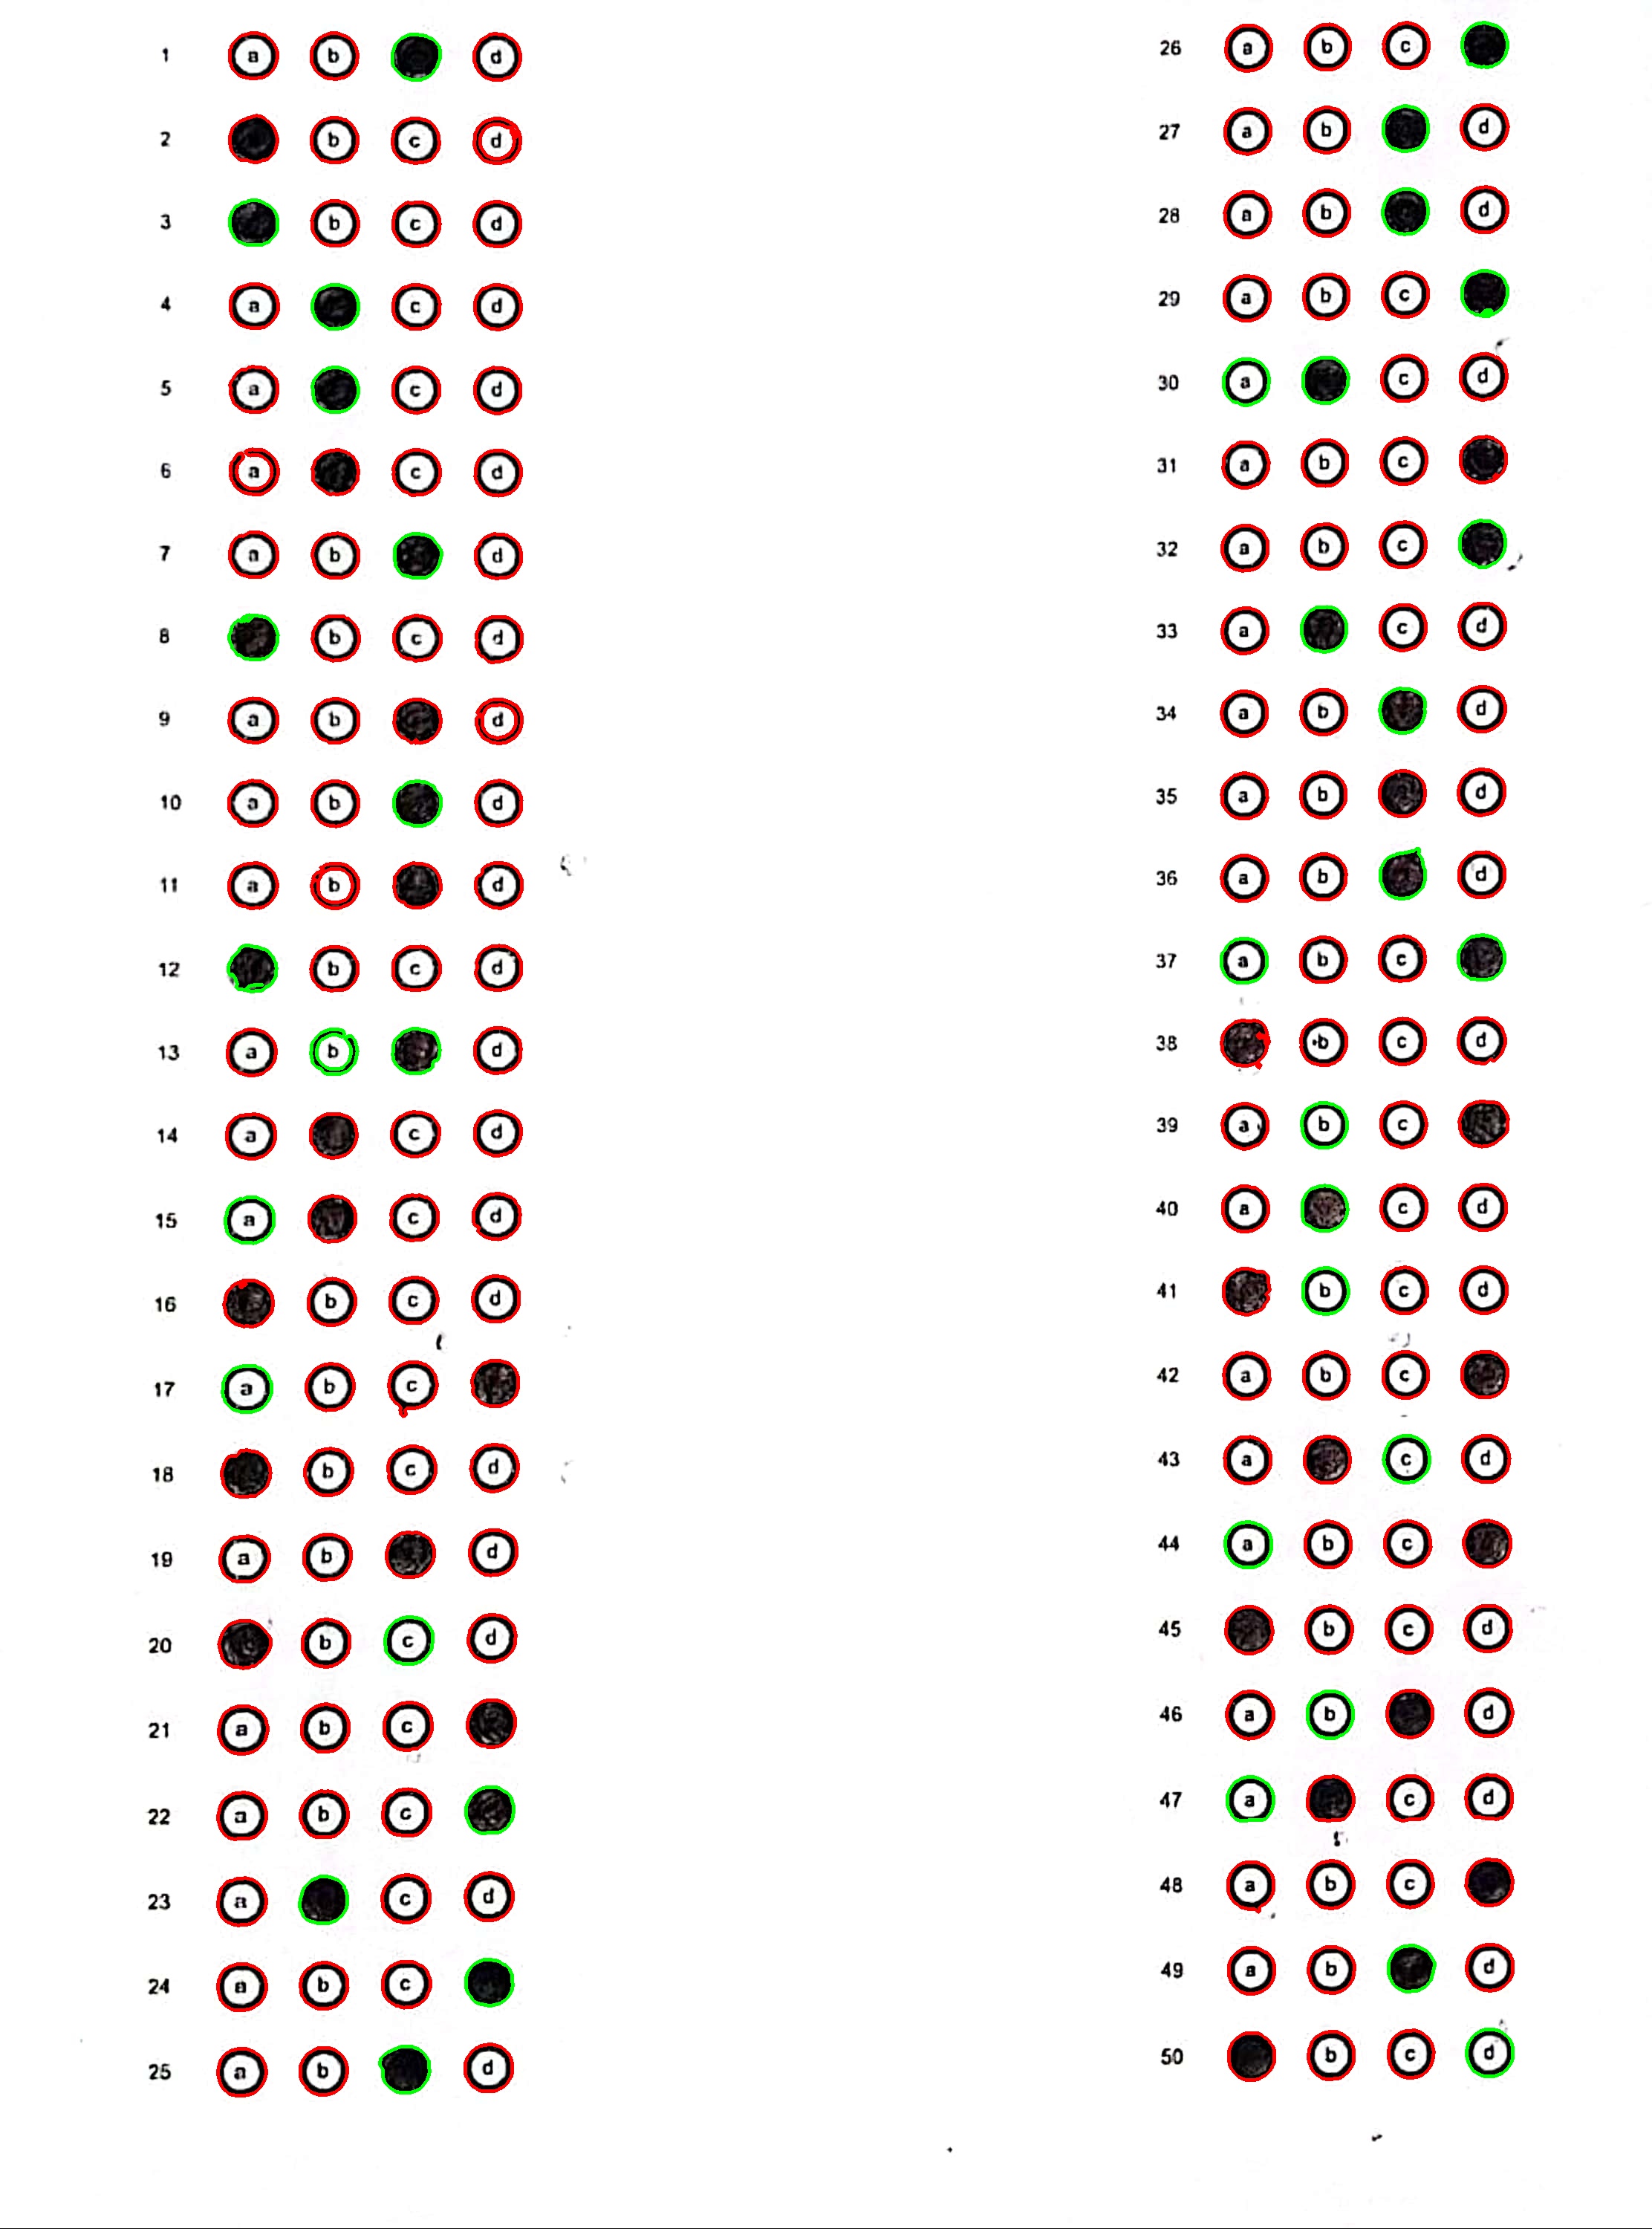 1 a b d
2 b c d
3 b c d
4 a c d
5 a c d
6 a c d
7 a b d
8 b c d
9 a b d
10 a b d
11 a b d
12 b c d
13 a b d
14 a c d
15 a c d
16 b c d
17 a b c
18 b c d
19 a b d
20 b c d
21 a b c
22 a b c
23 a c d
24 a b c
25 a b d
26 a b c
27 a b d
28 a b d
29 a b c
30 a c d
31 a b c
32 a b c
33 a c d
34 a b d
35 a b d
36 a b d
37 a b c
38 b c d
39 a b c
40 a c d
41 b c d
42 a b c
43 a c d
44 a b c
45 b c d
46 a b d
47 a c d
48 a b c
49 a b d
50 b c d